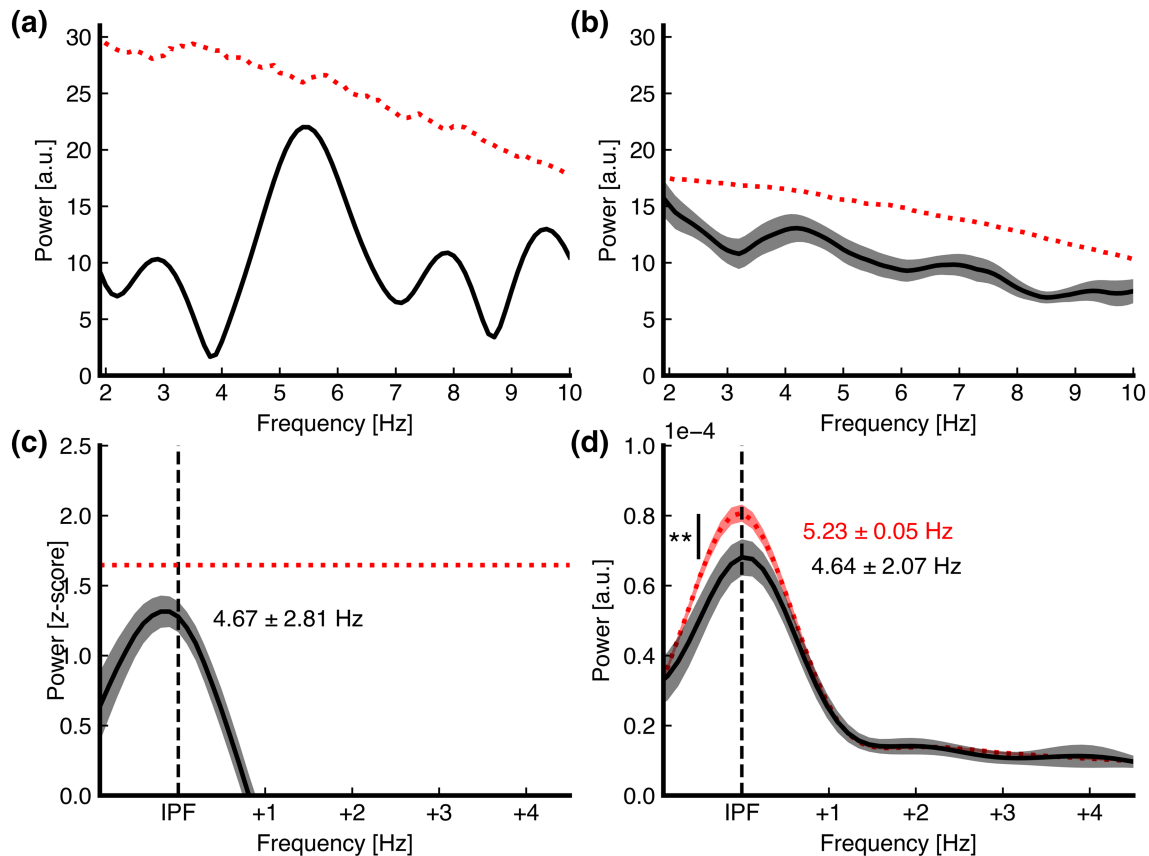 (a)
30
25
20
15
10
5
0
Power [a.u.]
2 3 4 5 6 7 8 9 10
Frequency [Hz]
(b)
30
25
20
15
10
5
0
Power [a.u.]
2 3 4 5 6 7 8 9 10
Frequency [Hz]
(c)
2.5
2.0
1.5
1.0
0.5
0.0
Power [z-score]
4.67 ± 2.81 Hz
IPF +1 +2 +3 +4
Frequency [Hz]
(d)
1e−4
1.0
0.8
0.6
0.4
0.2
0.0
Power [a.u.]
**
5.23 ± 0.05 Hz
4.64 ± 2.07 Hz
IPF +1 +2 +3 +4
Frequency [Hz]